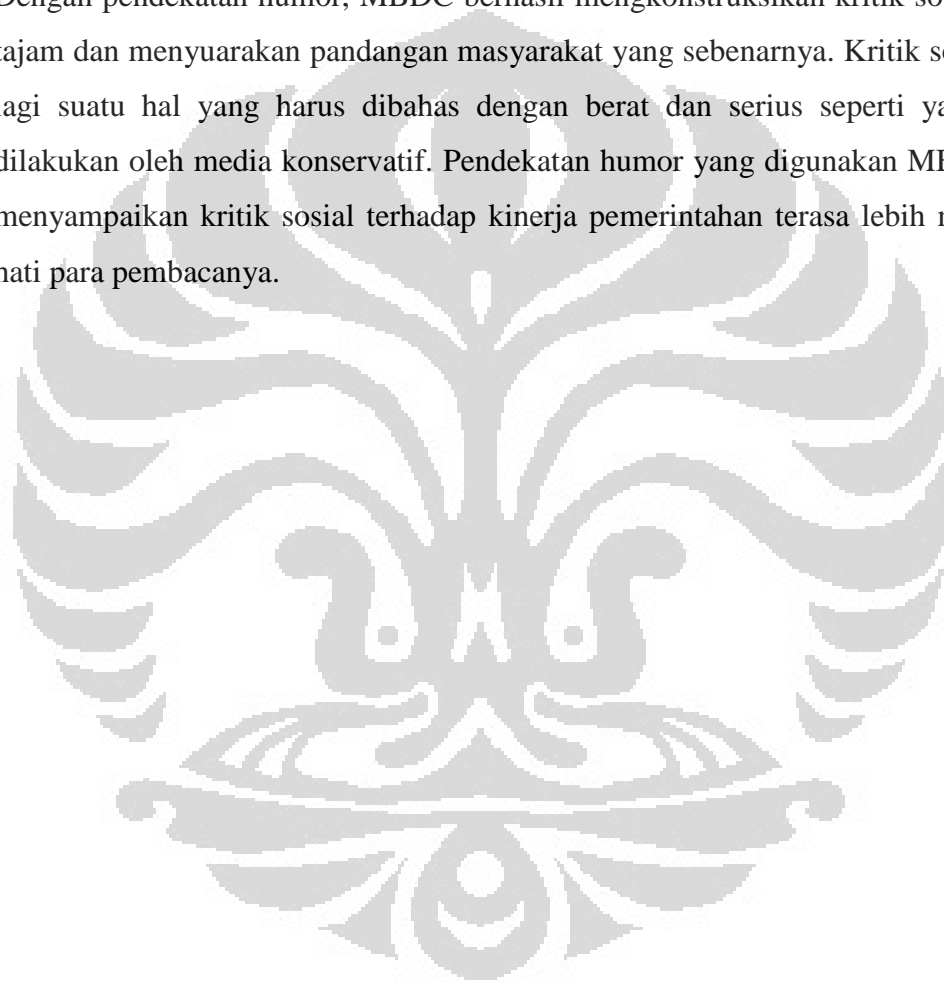 Dengan pendekatan humor, MBDC berhasil mengkonstruksikan kritik
tajam dan menyuarakan pandangan masyarakat yang sebenarnya. Kritik
lagi suatu hal yang harus dibahas dengan berat dan serius seperti
dilakukan oleh media konservatif. Pendekatan humor yang digunakan
menyampaikan kritik sosial terhadap kinerja pemerintahan terasa lebih
hati para pembacanya.